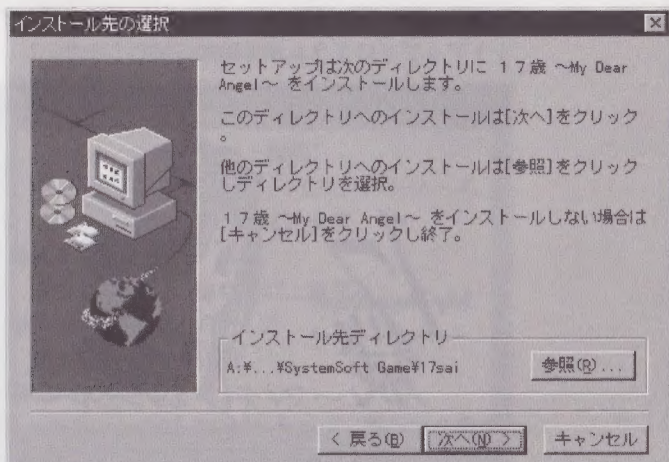 インストール先の選択
セットアップは次のディレクトリに １７歳 ～My Dear
Angel～ をインストールします。
このディレクトリへのインストールは[次へ]をクリック
。
他のディレクトリへのインストールは[参照]をクリック
しディレクトリを選択。
１７歳 ～My Dear Angel～ をインストールしない場合は
[キャンセル]をクリックし終了。
インストール先ディレクトリ
A:¥...¥SystemSoft Game¥17sai
参照(R)...
< 戻る(B)
次へ(N) >
キャンセル